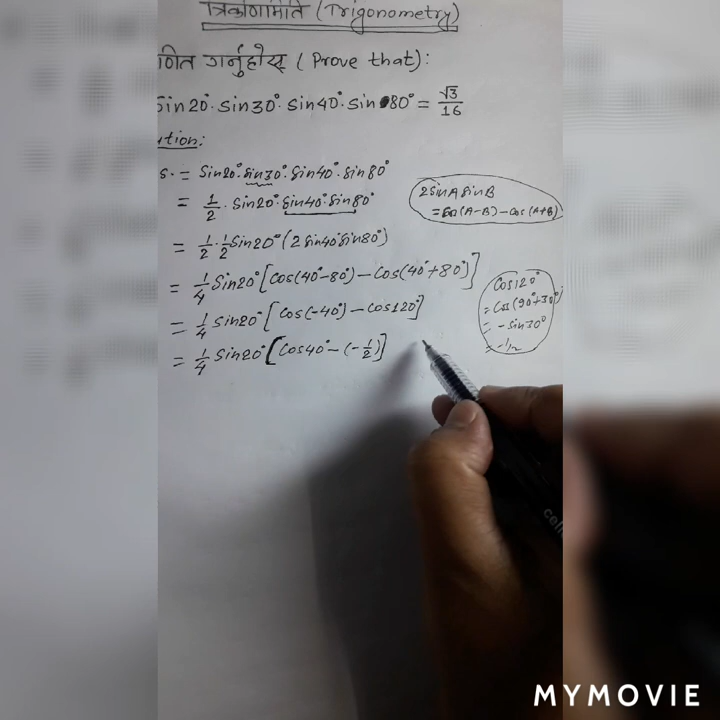 त्रिकोणमिति (Trigonometry)
गर्नुहोस् (Prove that):
Sin20°. sin30°. sin40°. sin80° = √3/16
ution:
S. = Sin20°. sin30°. Sin40°. Sin80°
= 1/2 . Sin20°. Sin40°. Sin80°
2SinA SinB
= Cos(A-B) - Cos(A+B)
= 1/2 . 1/2 Sin20° (2 Sin40° Sin80°)
= 1/4 Sin20° [Cos(40°-80°) - Cos(40°+80°)]
= 1/4 Sin20° [Cos(-40°) - Cos120°]
= 1/4 Sin20° [Cos40° - (-1/2)]
Cos120°
= Cos(90°+30°)
= - Sin30°
= -1/2
MYMOVIE